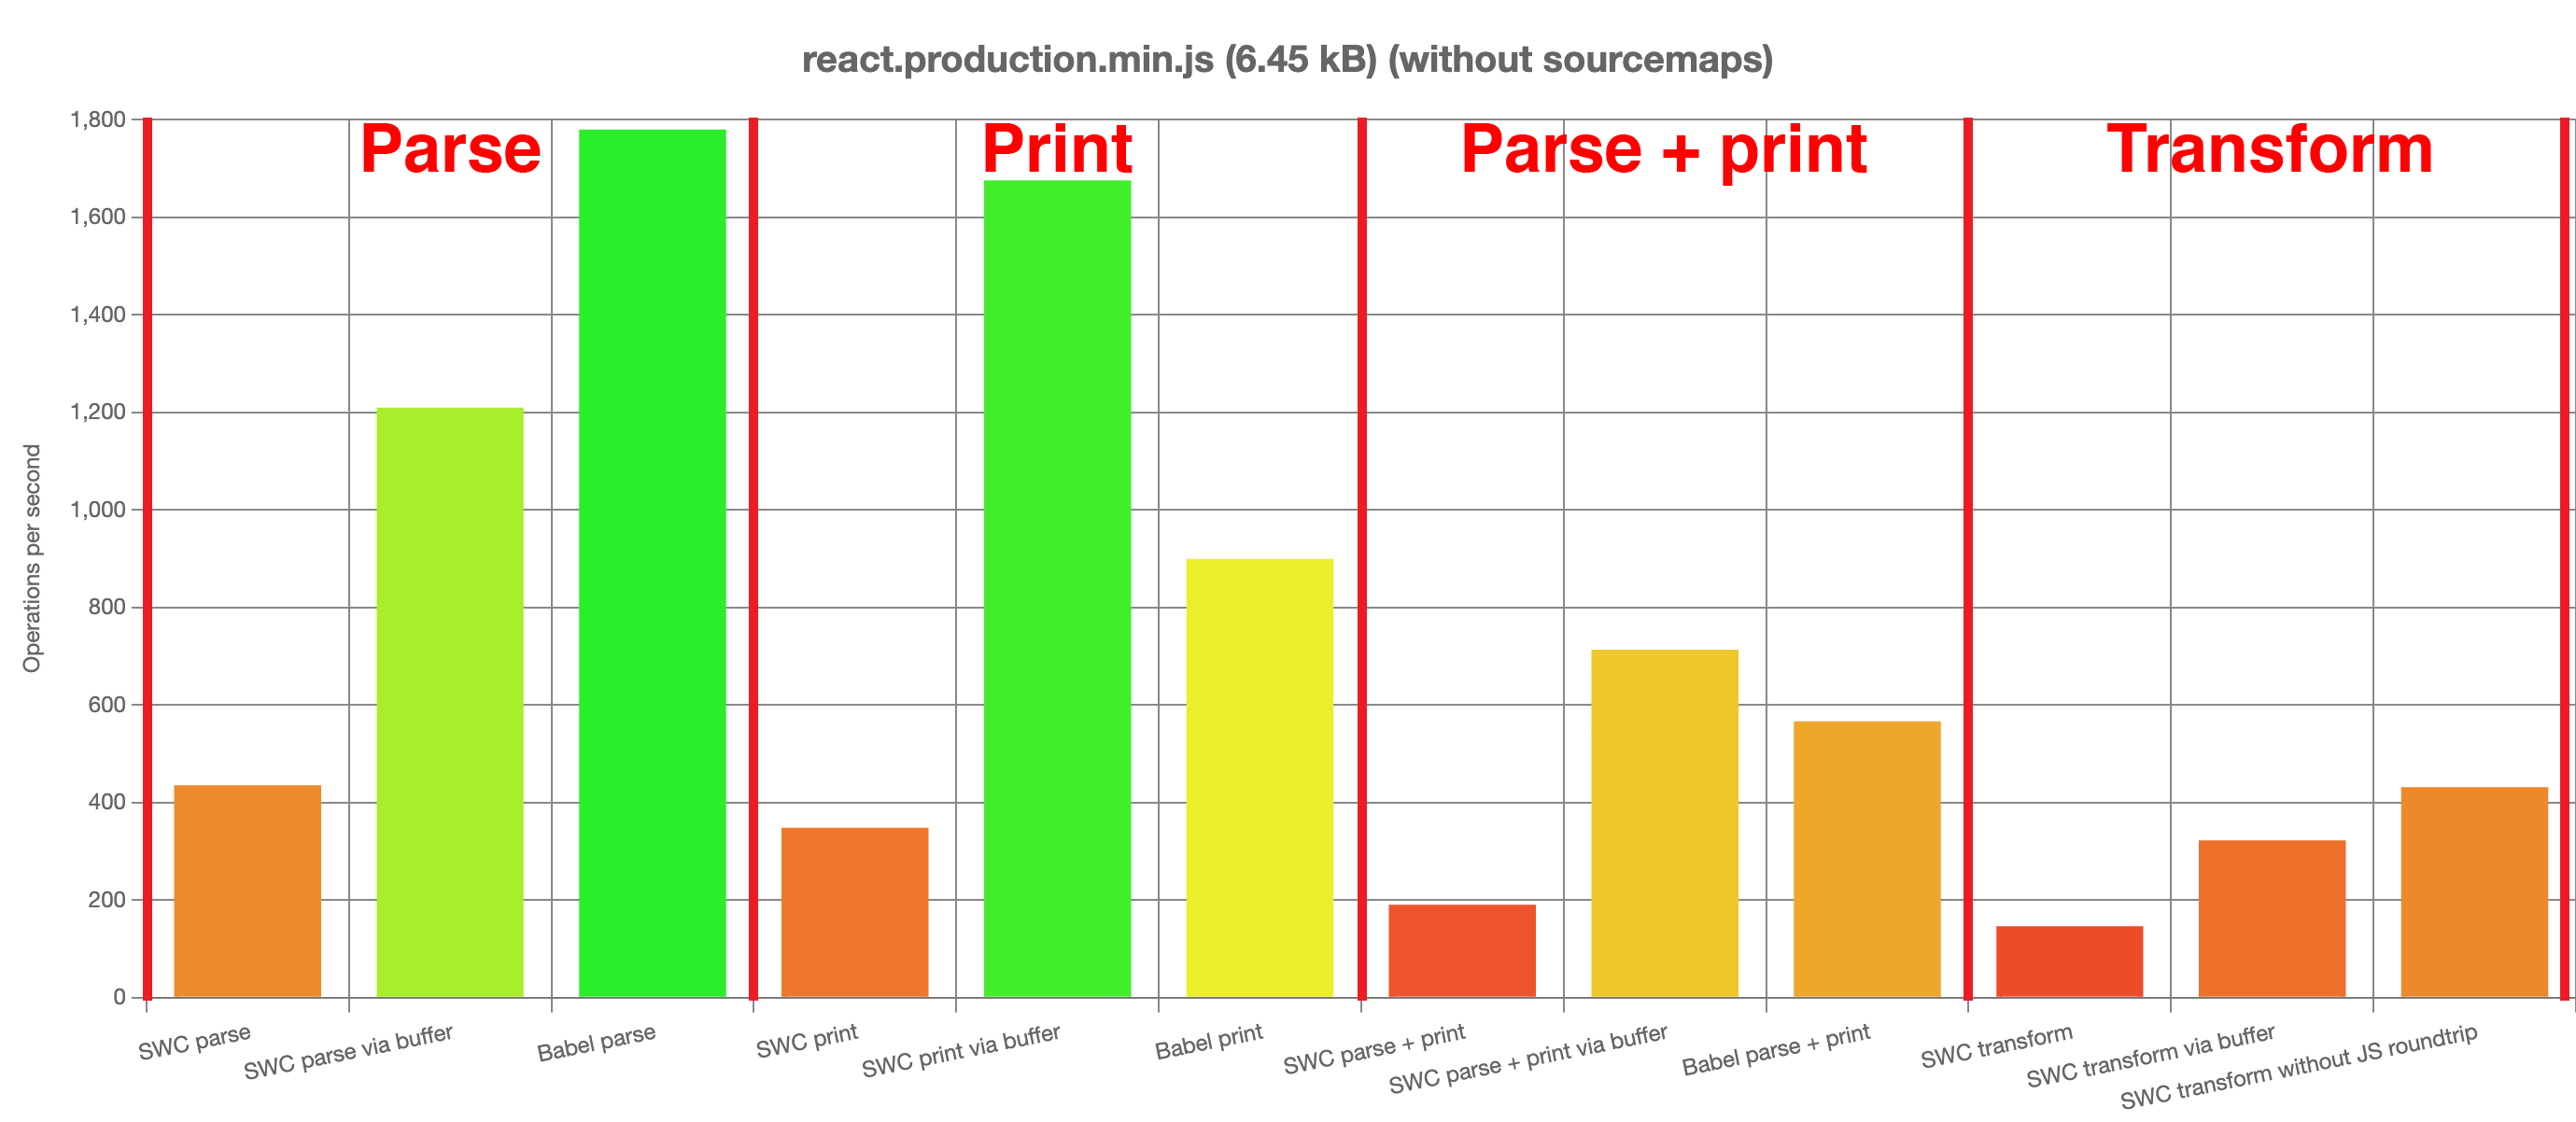 react.production.min.js (6.45 kB) (without sourcemaps)
Parse
Print
Parse + print
Transform
Operations per second
1,800
1,600
1,400
1,200
1,000
800
600
400
200
0
SWC parse
SWC parse via buffer
Babel parse
SWC print
SWC print via buffer
Babel print
SWC parse + print
SWC parse + print via buffer
Babel parse + print
SWC transform
SWC transform via buffer
SWC transform without JS roundtrip